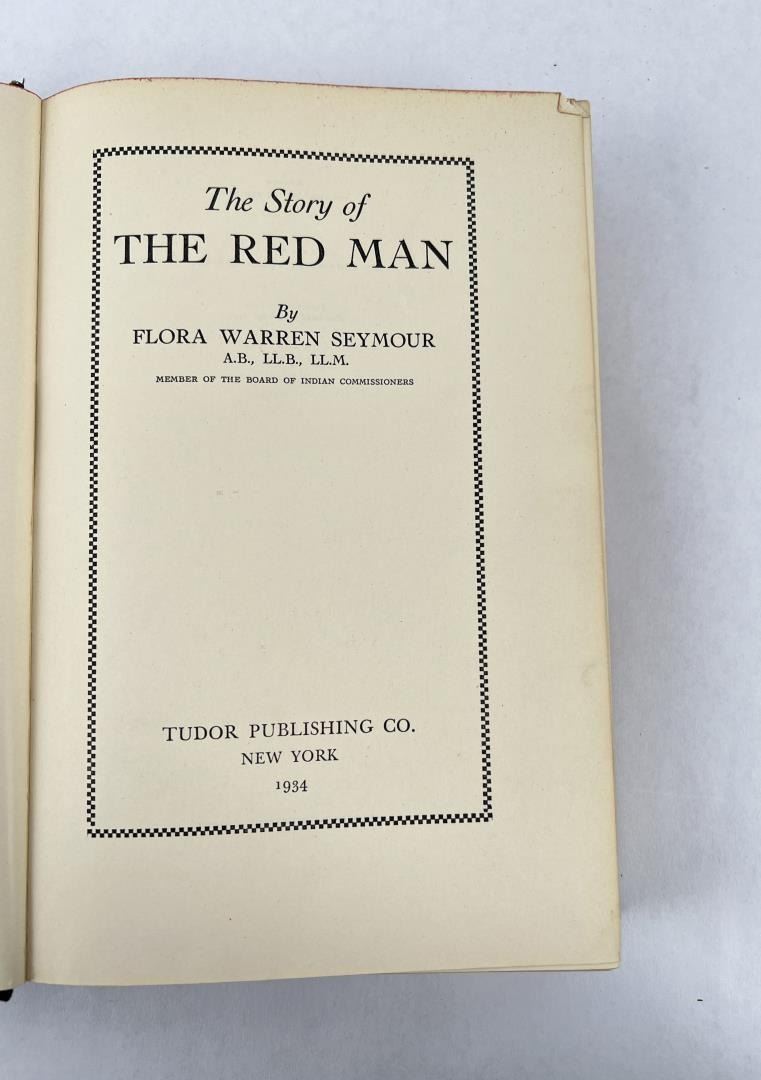 The Story of
THE RED MAN
By
FLORA WARREN SEYMOUR
A.B., LL.B., LL.M.
MEMBER OF THE BOARD OF INDIAN COMMISSIONERS
TUDOR PUBLISHING CO.
NEW YORK
1934